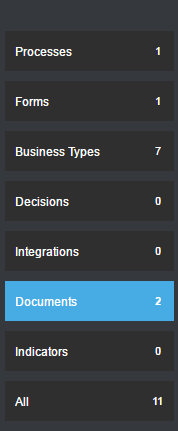 Processes 1
Forms 1
Business Types 7
Decisions 0
Integrations 0
Documents 2
Indicators 0
All 11